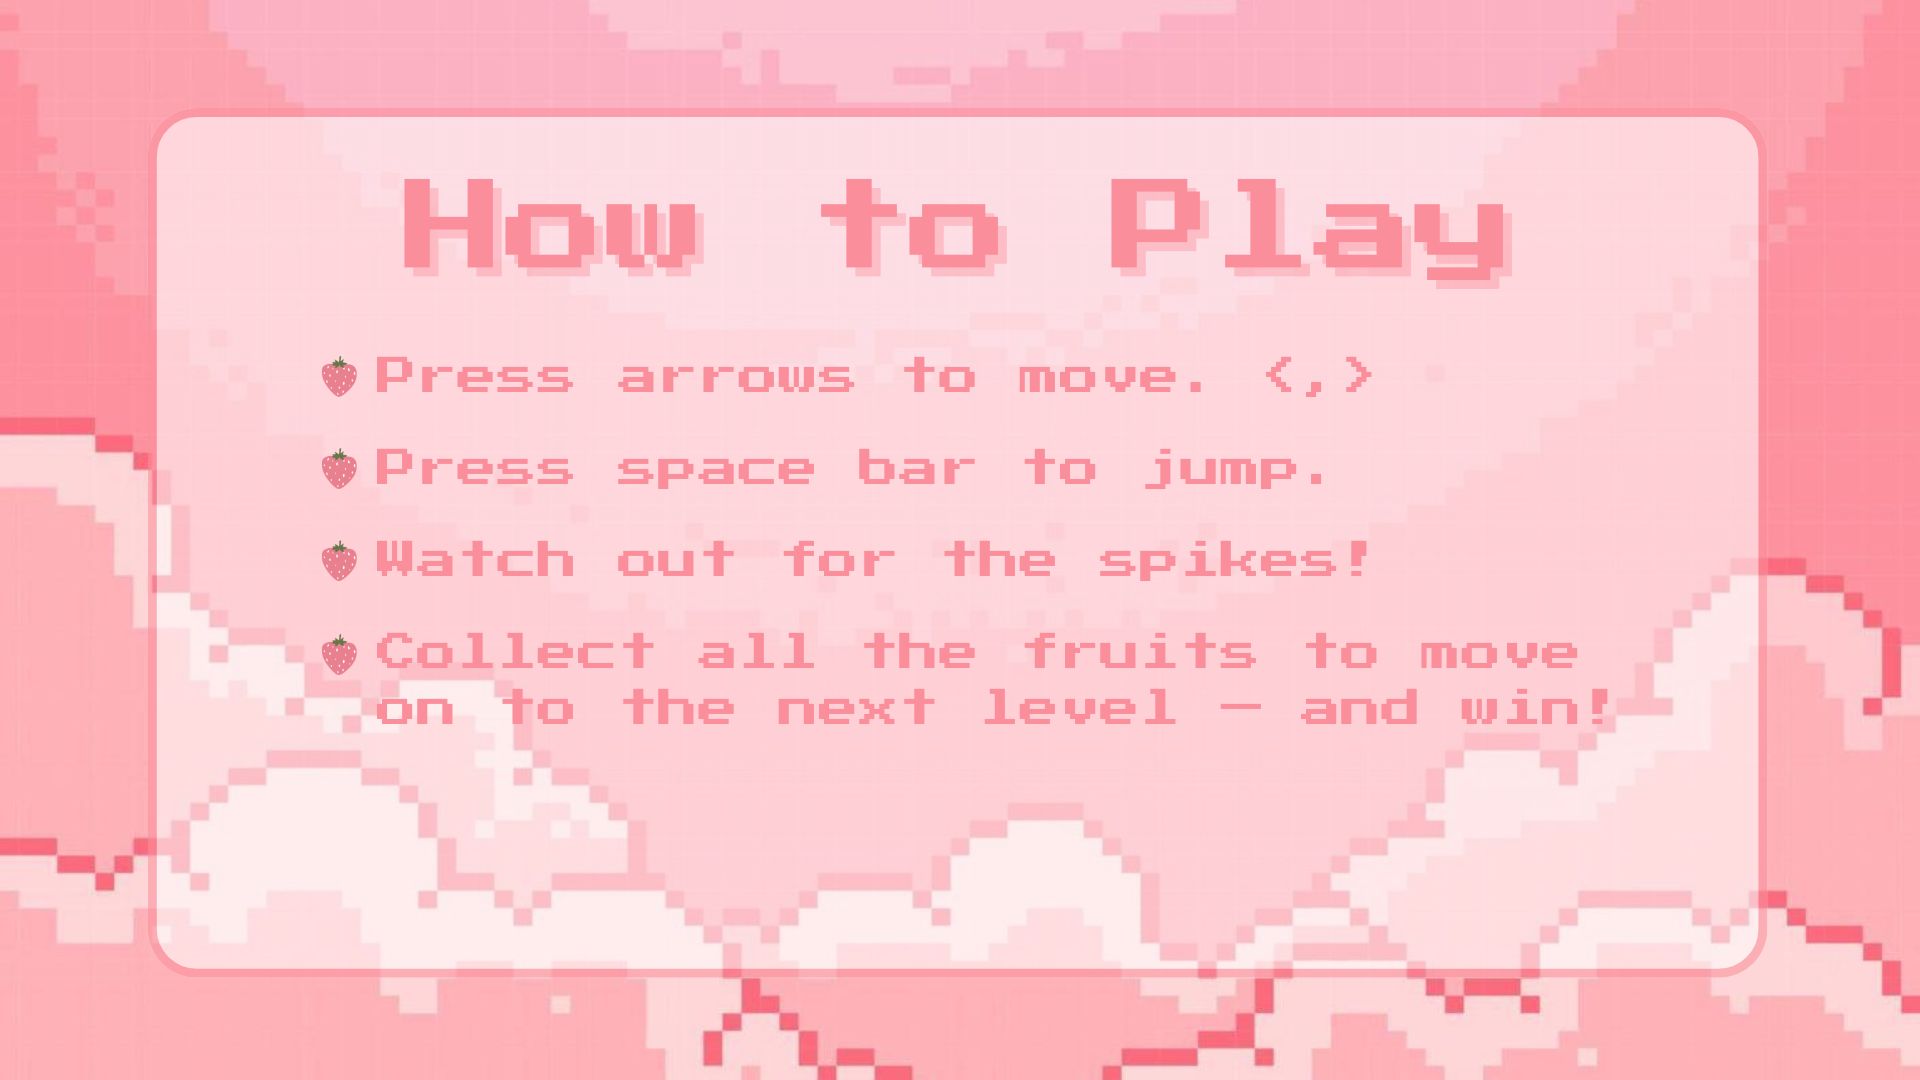 How to Play
Press arrows to move. <,>
Press space bar to jump.
Watch out for the spikes!
Collect all the fruits to move
on to the next level — and win!